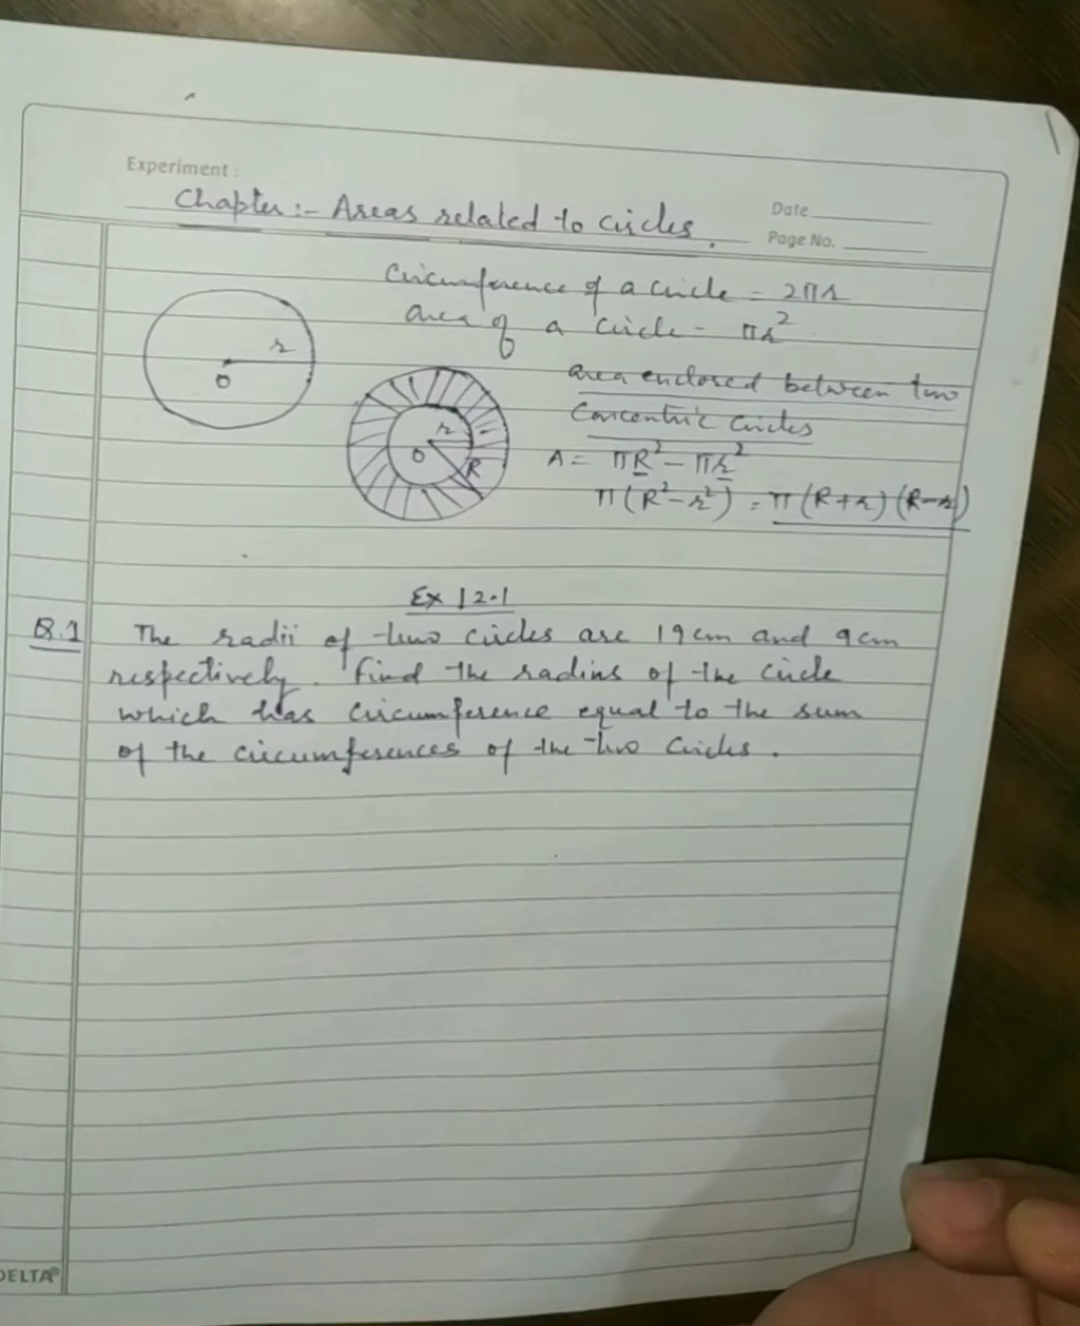 Experiment :
Chapter :- Areas related to circles.
Date
Page No.
Circumference of a circle = 2πr
area of a circle - πr²
r
O
area enclosed between two
Concentric Circles
r
O
R
A = πR² - πr²
π(R²-r²) = π(R+r)(R-r)
Ex 12.1
Q.1 The radii of two circles are 19 cm and 9 cm
respectively. Find the radius of the circle
which has circumference equal to the sum
of the circumferences of the two Circles.
DELTA®